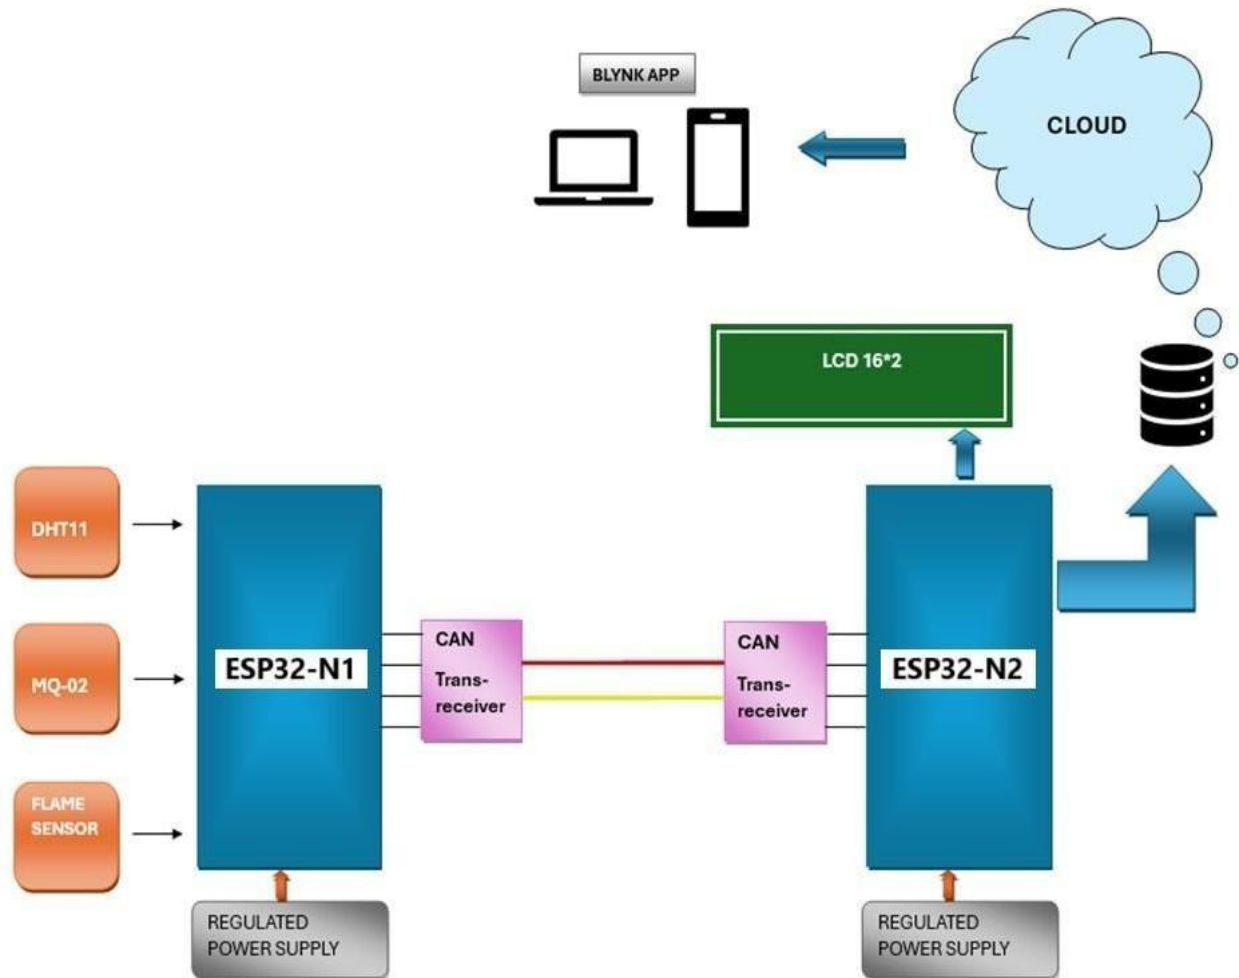 BLYNK APP
CLOUD
LCD 16*2
DHT11
MQ-02
FLAME
SENSOR
ESP32-N1
CAN
Trans-
receiver
CAN
Trans-
receiver
ESP32-N2
REGULATED
POWER SUPPLY
REGULATED
POWER SUPPLY